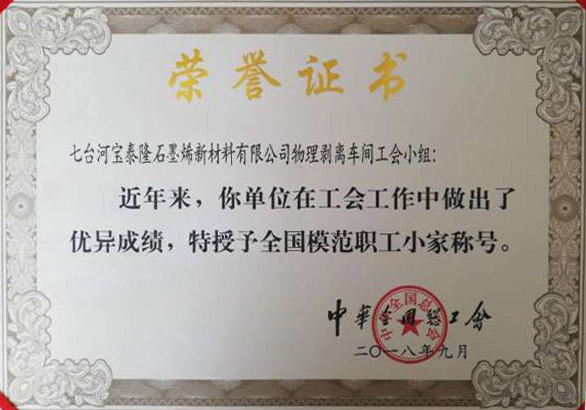 荣誉证书
七台河宝泰隆石墨烯新材料有限公司物理剥离车间工会小组:
近年来,你单位在工会工作中做出了
优异成绩,特授予全国模范职工小家称号。
中华全国总工会
二〇一八年九月